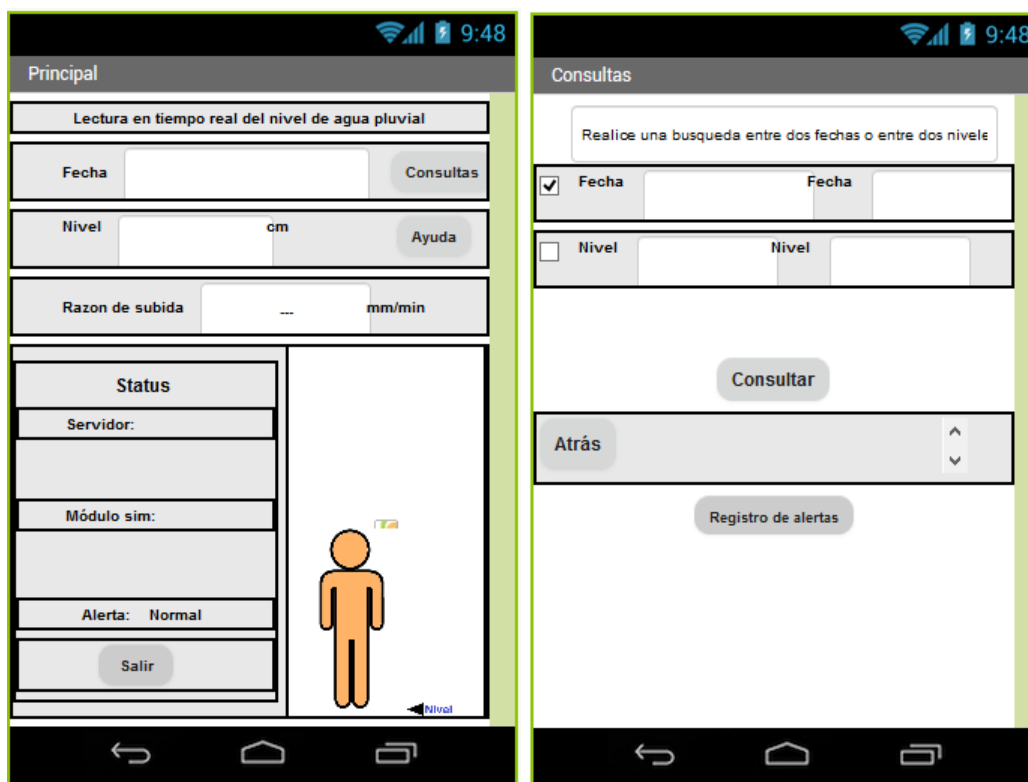 9:48
Principal
Lectura en tiempo real del nivel de agua pluvial
Fecha
Consultas
Nivel
cm
Ayuda
Razon de subida
---
mm/min
Status
Servidor:
Módulo sim:
Alerta: Normal
Salir
Nivel
9:48
Consultas
Realice una busqueda entre dos fechas o entre dos nivele
Fecha
Fecha
Nivel
Nivel
Consultar
Atrás
Registro de alertas